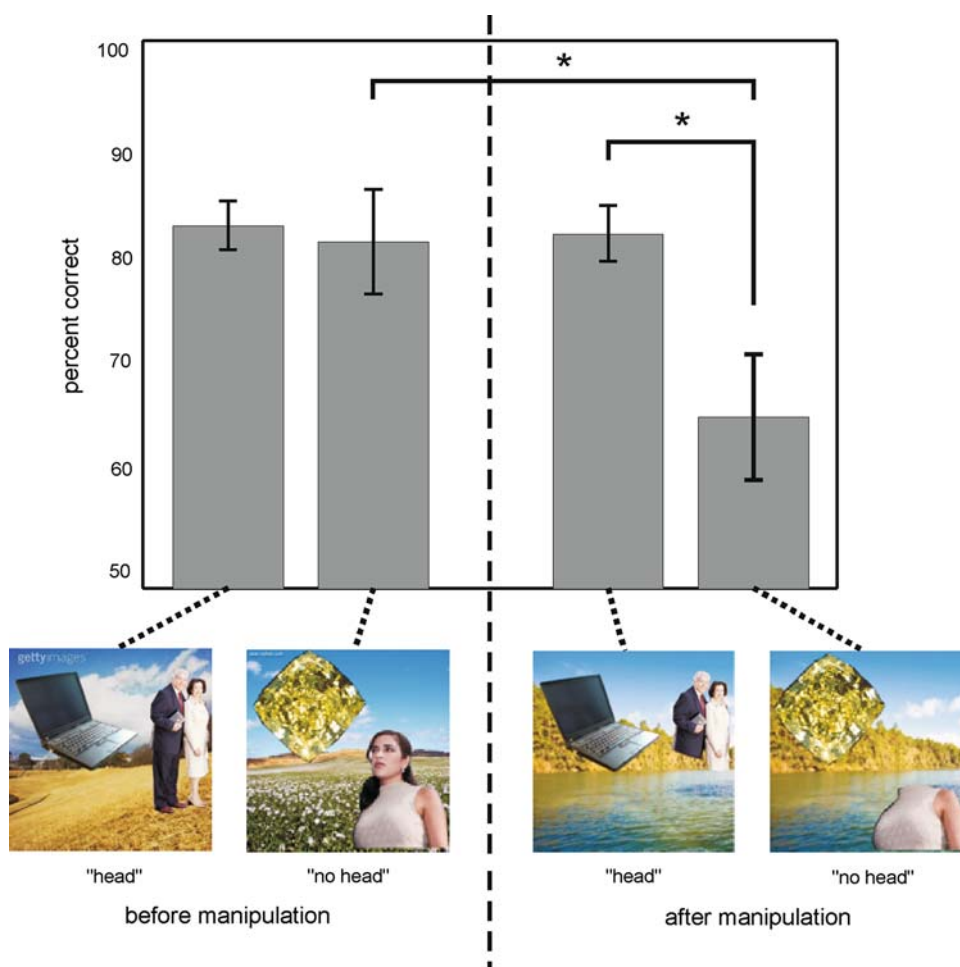 100
90
80
70
60
50
percent correct
*
*
gettyimages
"head"
"no head"
"head"
"no head"
before manipulation
after manipulation